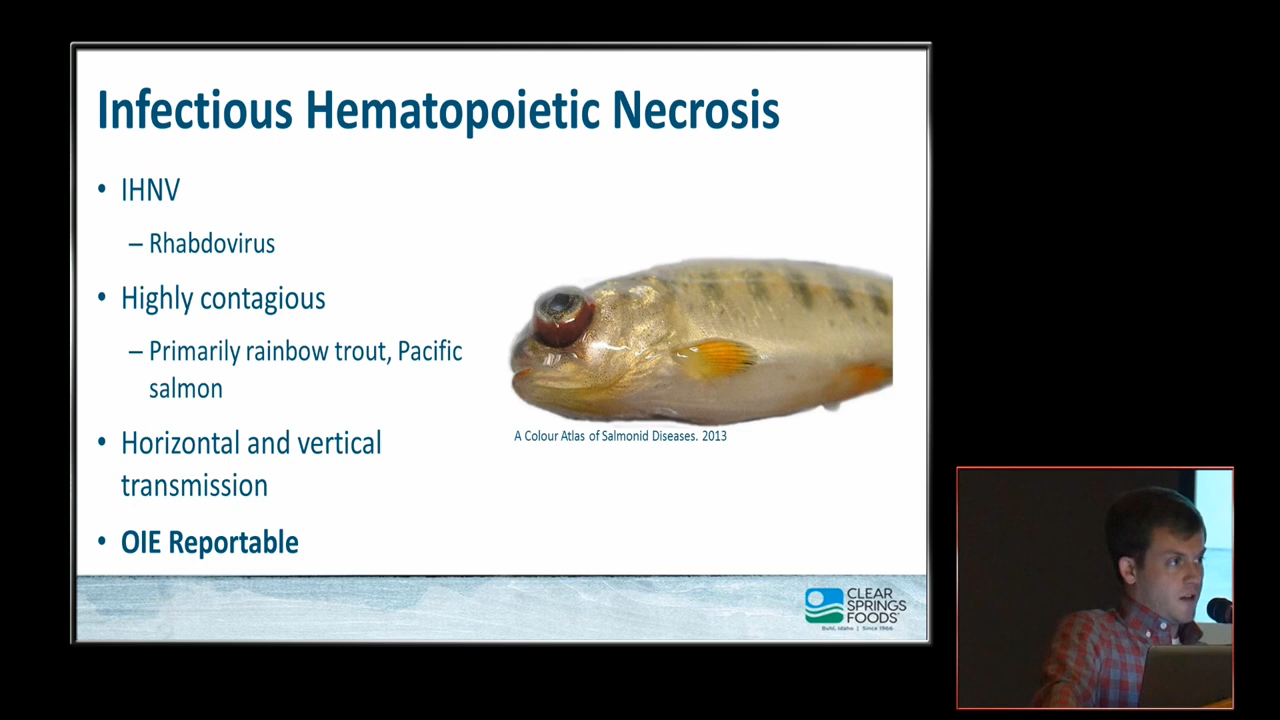 Infectious Hematopoietic Necrosis
• IHNV
– Rhabdovirus
• Highly contagious
– Primarily rainbow trout, Pacific
salmon
• Horizontal and vertical
transmission
• OIE Reportable
A Colour Atlas of Salmonid Diseases. 2013
CLEAR
SPRINGS
FOODS
Buhl, Idaho | Since 1966